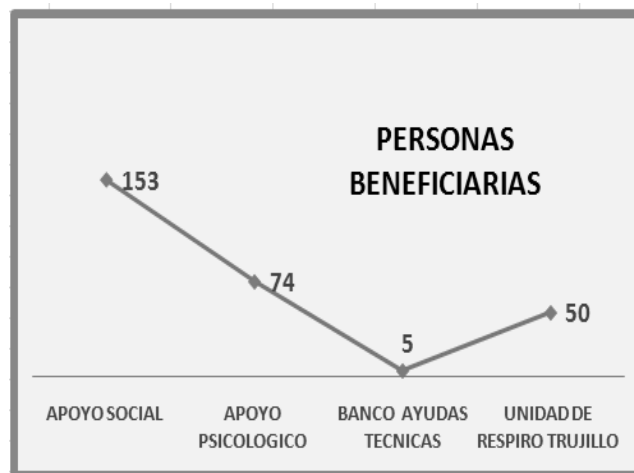 PERSONAS
BENEFICIARIAS
153
74
5
50
APOYO SOCIAL
APOYO
PSICOLOGICO
BANCO AYUDAS
TECNICAS
UNIDAD DE
RESPIRO TRUJILLO